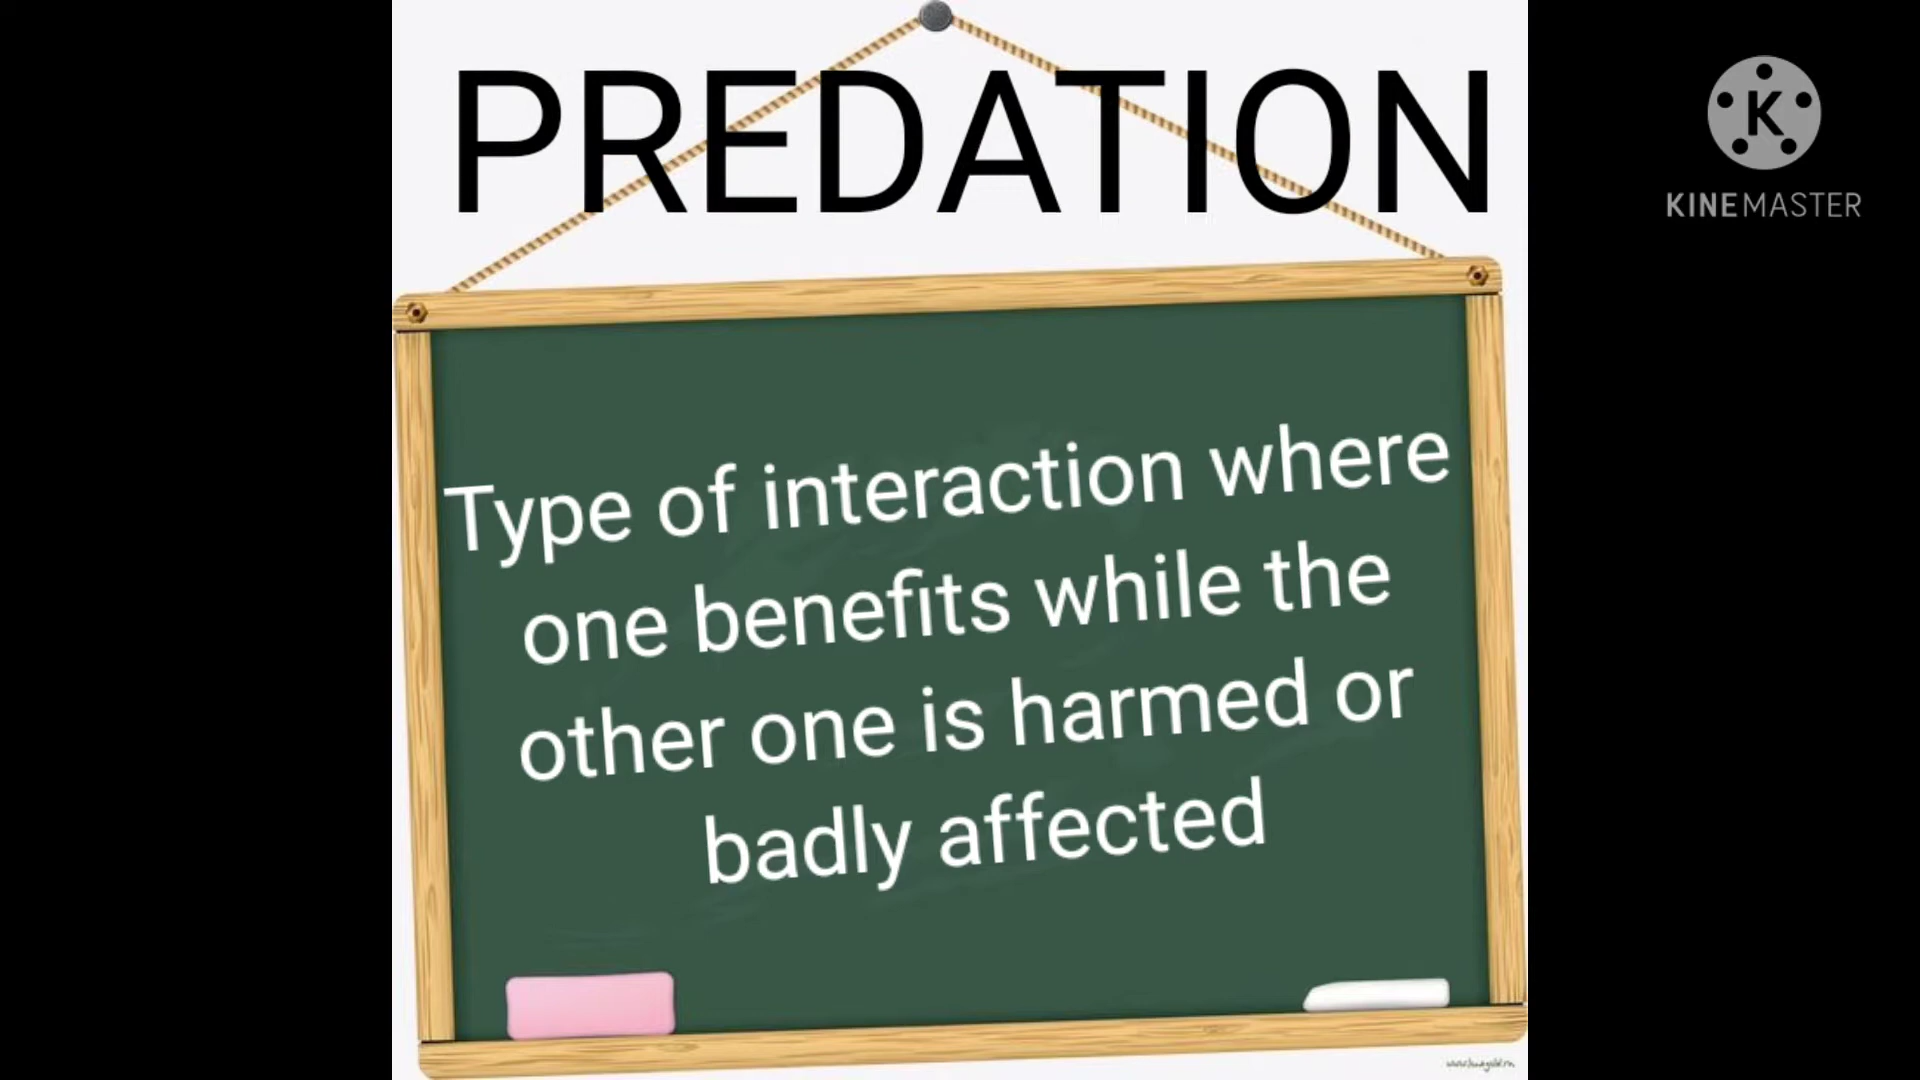 PREDATION
K
KINEMASTER
Type of interaction where
one benefits while the
other one is harmed or
badly affected